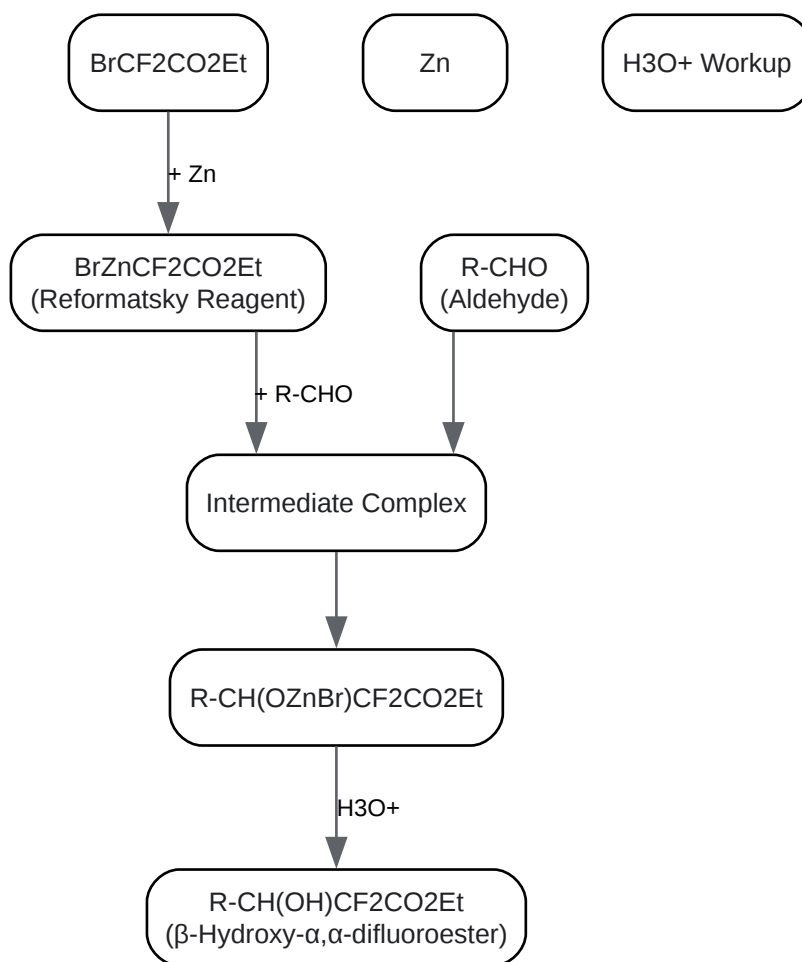 BrCF2CO2Et
Zn
H3O+ Workup
+ Zn
BrZnCF2CO2Et
(Reformatsky Reagent)
R-CHO
(Aldehyde)
+ R-CHO
Intermediate Complex
R-CH(OZnBr)CF2CO2Et
H3O+
R-CH(OH)CF2CO2Et
(β-Hydroxy-α,α-difluoroester)